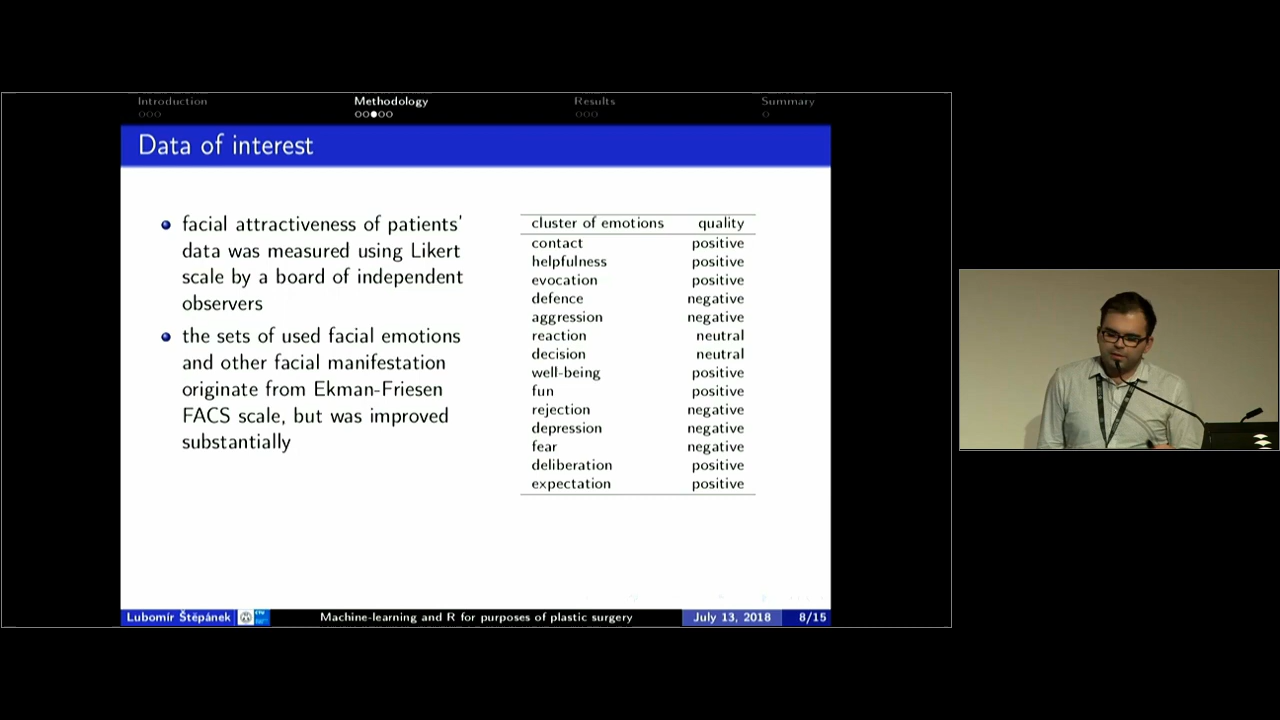 Introduction
Methodology
Results
Summary
Data of interest
facial attractiveness of patients'
data was measured using Likert
scale by a board of independent
observers
the sets of used facial emotions
and other facial manifestation
originate from Ekman-Friesen
FACS scale, but was improved
substantially
cluster of emotions quality
contact positive
helpfulness positive
evocation positive
defence negative
aggression negative
reaction neutral
decision neutral
well-being positive
fun positive
rejection negative
depression negative
fear negative
deliberation positive
expectation positive
Lubomír Štěpánek
Machine-learning and R for purposes of plastic surgery
July 13, 2018
8/15